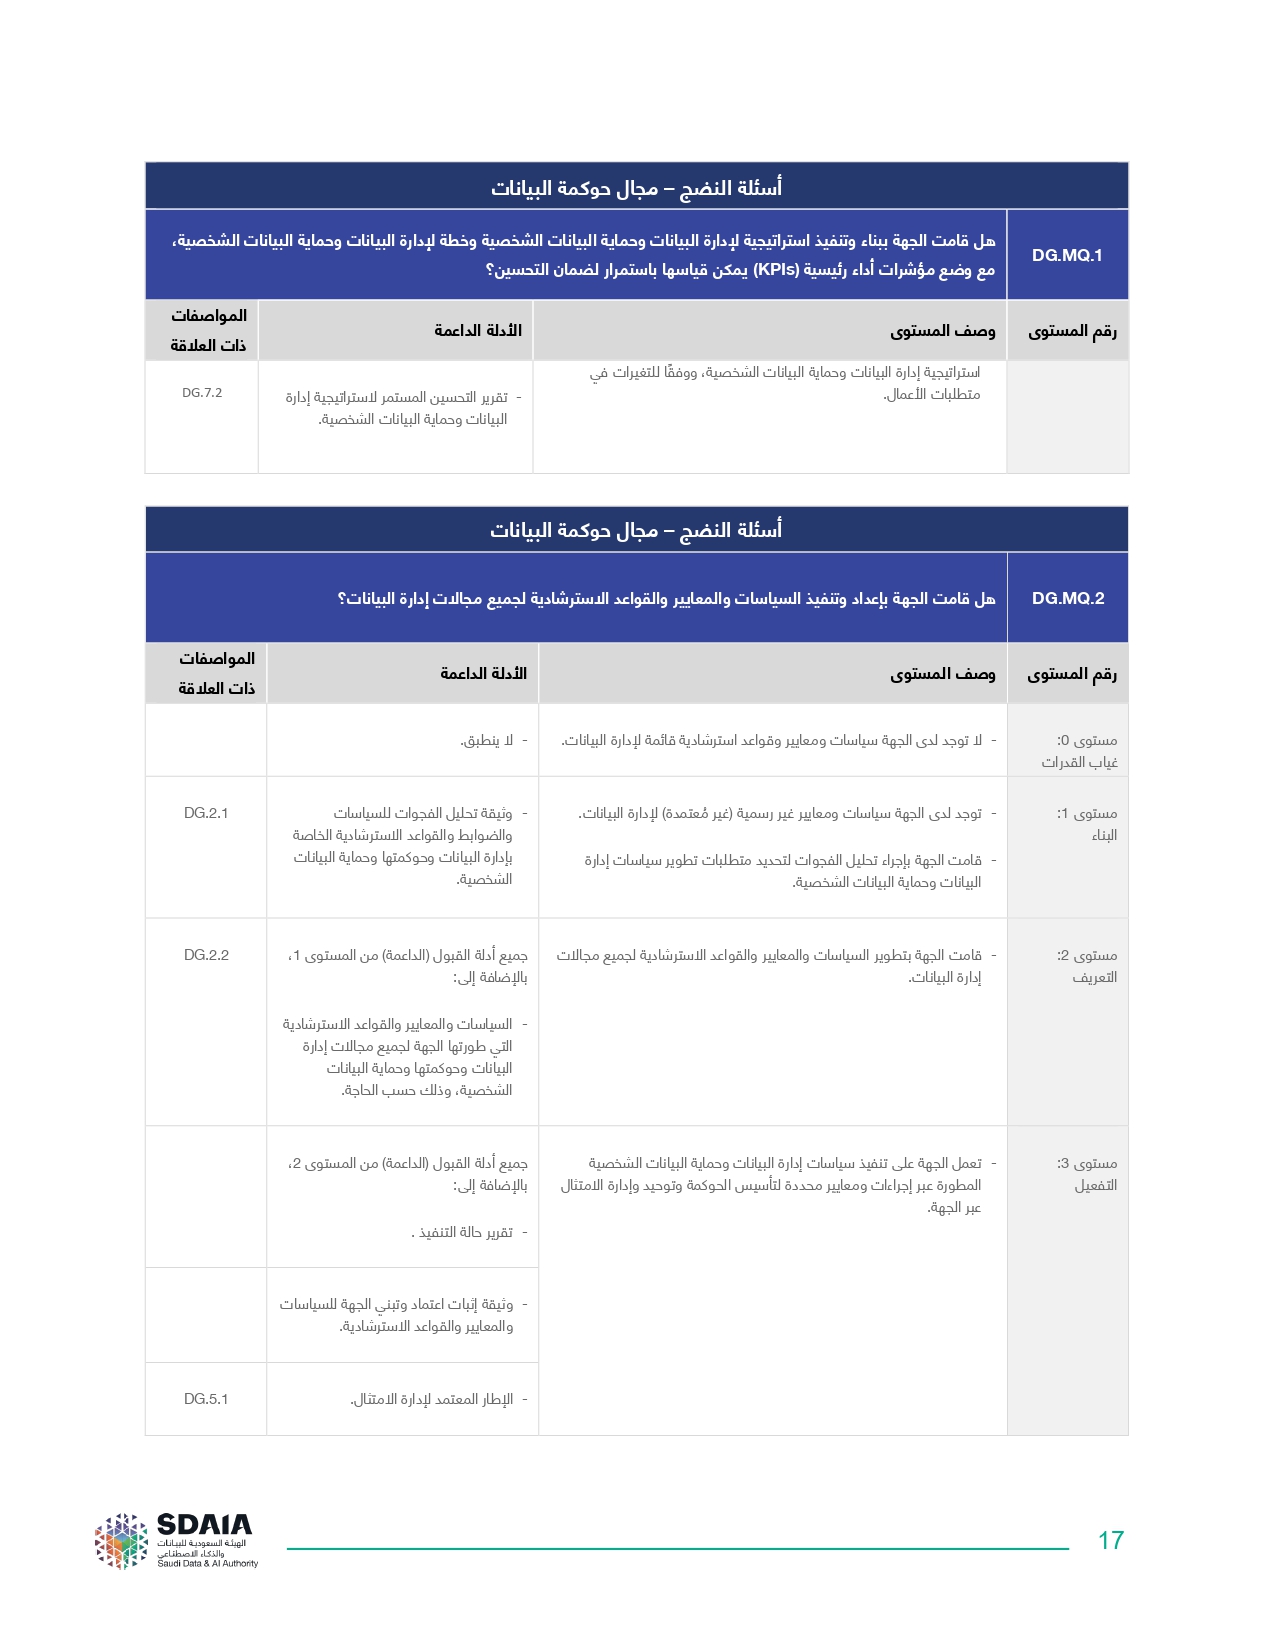 أسئلة النضج – مجال حوكمة البيانات
DG.MQ.1
هل قامت الجهة ببناء وتنفيذ استراتيجية لإدارة البيانات وحماية البيانات الشخصية وخطة لإدارة البيانات وحماية البيانات الشخصية،
مع وضع مؤشرات أداء رئيسية (KPIs) يمكن قياسها باستمرار لضمان التحسين؟
رقم المستوى
وصف المستوى
الأدلة الداعمة
المواصفات
ذات العلاقة
استراتيجية إدارة البيانات وحماية البيانات الشخصية، ووفقًا للتغيرات في
متطلبات الأعمال.
- تقرير التحسين المستمر لاستراتيجية إدارة
البيانات وحماية البيانات الشخصية.
DG.7.2
أسئلة النضج – مجال حوكمة البيانات
DG.MQ.2
هل قامت الجهة بإعداد وتنفيذ السياسات والمعايير والقواعد الاسترشادية لجميع مجالات إدارة البيانات؟
رقم المستوى
وصف المستوى
الأدلة الداعمة
المواصفات
ذات العلاقة
مستوى 0:
غياب القدرات
- لا توجد لدى الجهة سياسات ومعايير وقواعد استرشادية قائمة لإدارة البيانات.
- لا ينطبق.
مستوى 1:
البناء
- توجد لدى الجهة سياسات ومعايير غير رسمية (غير مُعتمدة) لإدارة البيانات.
- قامت الجهة بإجراء تحليل الفجوات لتحديد متطلبات تطوير سياسات إدارة
البيانات وحماية البيانات الشخصية.
- وثيقة تحليل الفجوات للسياسات
والضوابط والقواعد الاسترشادية الخاصة
بإدارة البيانات وحوكمتها وحماية البيانات
الشخصية.
DG.2.1
مستوى 2:
التعريف
- قامت الجهة بتطوير السياسات والمعايير والقواعد الاسترشادية لجميع مجالات
إدارة البيانات.
جميع أدلة القبول (الداعمة) من المستوى 1،
بالإضافة إلى:
- السياسات والمعايير والقواعد الاسترشادية
التي طورتها الجهة لجميع مجالات إدارة
البيانات وحوكمتها وحماية البيانات
الشخصية، وذلك حسب الحاجة.
DG.2.2
مستوى 3:
التفعيل
- تعمل الجهة على تنفيذ سياسات إدارة البيانات وحماية البيانات الشخصية
المطورة عبر إجراءات ومعايير محددة لتأسيس الحوكمة وتوحيد وإدارة الامتثال
عبر الجهة.
جميع أدلة القبول (الداعمة) من المستوى 2،
بالإضافة إلى:
- تقرير حالة التنفيذ .
- وثيقة إثبات اعتماد وتبني الجهة للسياسات
والمعايير والقواعد الاسترشادية.
- الإطار المعتمد لإدارة الامتثال.
DG.5.1
SDAIA
الهيئة السعودية للبيانات
والذكاء الاصطناعي
Saudi Data & AI Authority
17